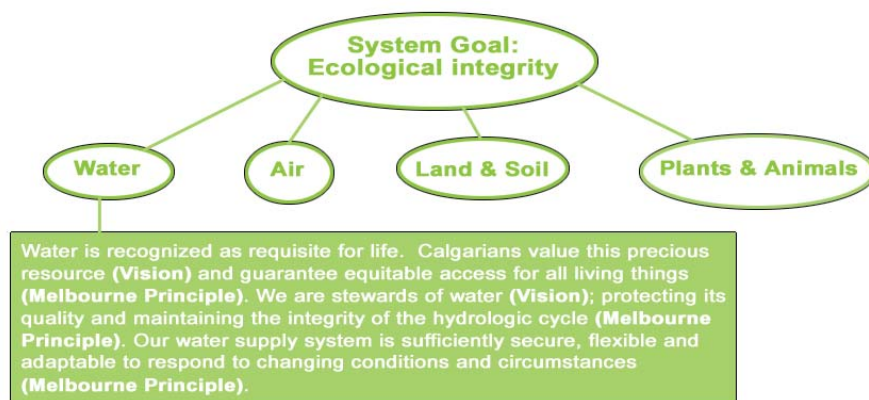 System Goal:
Ecological integrity
Water
Air
Land & Soil
Plants & Animals
Water is recognized as requisite for life.  Calgarians value this precious
resource (Vision) and guarantee equitable access for all living things
(Melbourne Principle). We are stewards of water (Vision); protecting its
quality and maintaining the integrity of the hydrologic cycle (Melbourne
Principle). Our water supply system is sufficiently secure, flexible and
adaptable to respond to changing conditions and circumstances
(Melbourne Principle).